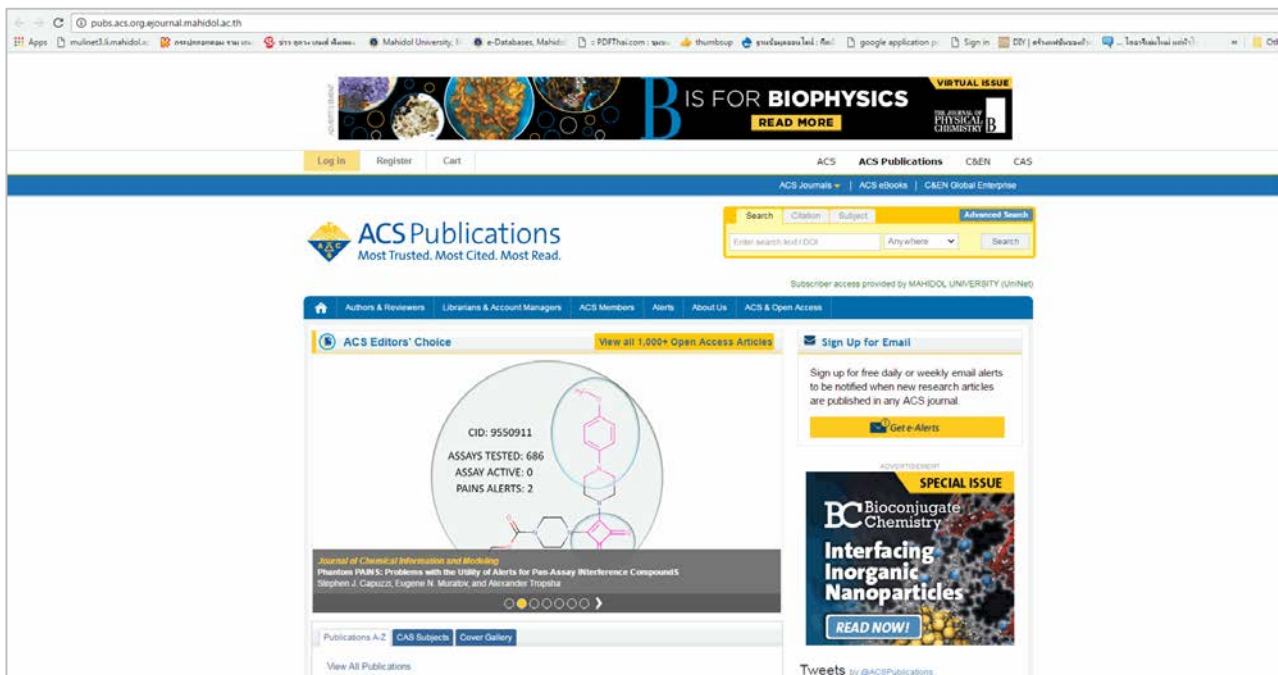 pubs.acs.org.ejournal.mahidol.ac.th
Apps mulinet3.li.mahidol.ac Mahidol University, e-Databases, Mahid :: PDFThai.com : thumbsup google application p Sign in DIY |
ADVERTISEMENT
VIRTUAL ISSUE
B IS FOR BIOPHYSICS
READ MORE
THE JOURNAL OF
PHYSICAL
CHEMISTRY B
Log In Register Cart ACS ACS Publications C&EN CAS
ACS Journals | ACS eBooks | C&EN Global Enterprise
ACS Publications
Most Trusted. Most Cited. Most Read.
Search Citation Subject Advanced Search
Enter search text / DOI Anywhere Search
Subscriber access provided by MAHIDOL UNIVERSITY (UniNet)
Authors & Reviewers Librarians & Account Managers ACS Members Alerts About Us ACS & Open Access
ACS Editors' Choice View all 1,000+ Open Access Articles
CID: 9550911
ASSAYS TESTED: 686
ASSAY ACTIVE: 0
PAINS ALERTS: 2
Journal of Chemical Information and Modeling
Phantom PAINS: Problems with the Utility of Alerts for Pan-Assay INterference CompoundS
Stephen J. Capuzzi, Eugene N. Muratov, and Alexander Tropsha
Publications A-Z CAS Subjects Cover Gallery
View All Publications
Sign Up for Email
Sign up for free daily or weekly email alerts
to be notified when new research articles
are published in any ACS journal.
Get e-Alerts
ADVERTISEMENT
SPECIAL ISSUE
BC Bioconjugate
Chemistry
Interfacing
Inorganic
Nanoparticles
READ NOW!
Tweets by @ACSPublications